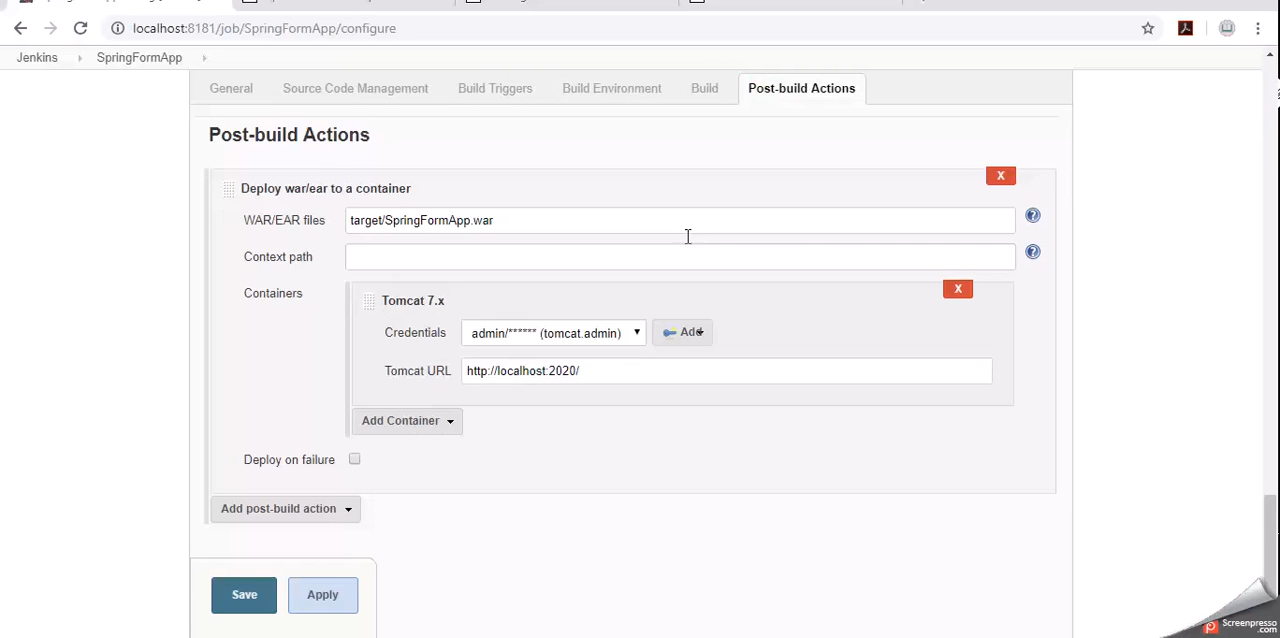 localhost:8181/job/SpringFormApp/configure
Jenkins SpringFormApp
General Source Code Management Build Triggers Build Environment Build Post-build Actions
Post-build Actions
X
Deploy war/ear to a container
WAR/EAR files target/SpringFormApp.war
Context path
Containers
X
Tomcat 7.x
Credentials admin/****** (tomcat.admin) Add
Tomcat URL http://localhost:2020/
Add Container
Deploy on failure
Add post-build action
Save Apply
Screenpresso
.com